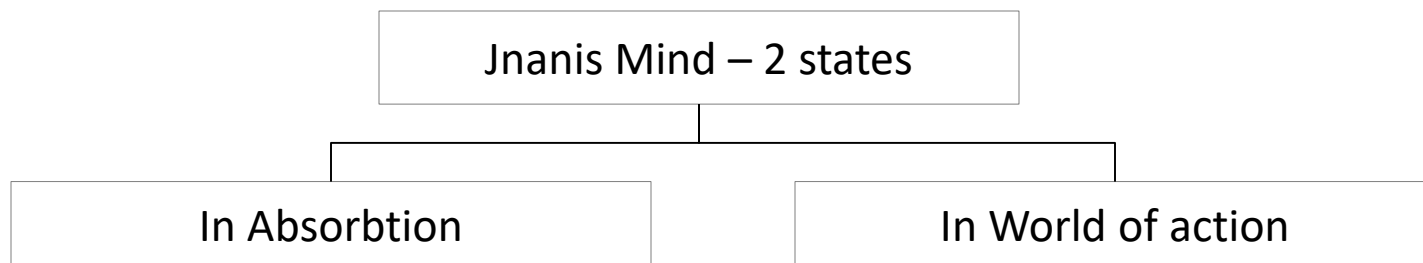 Jnanis Mind – 2 states
In Absorbtion
In World of action